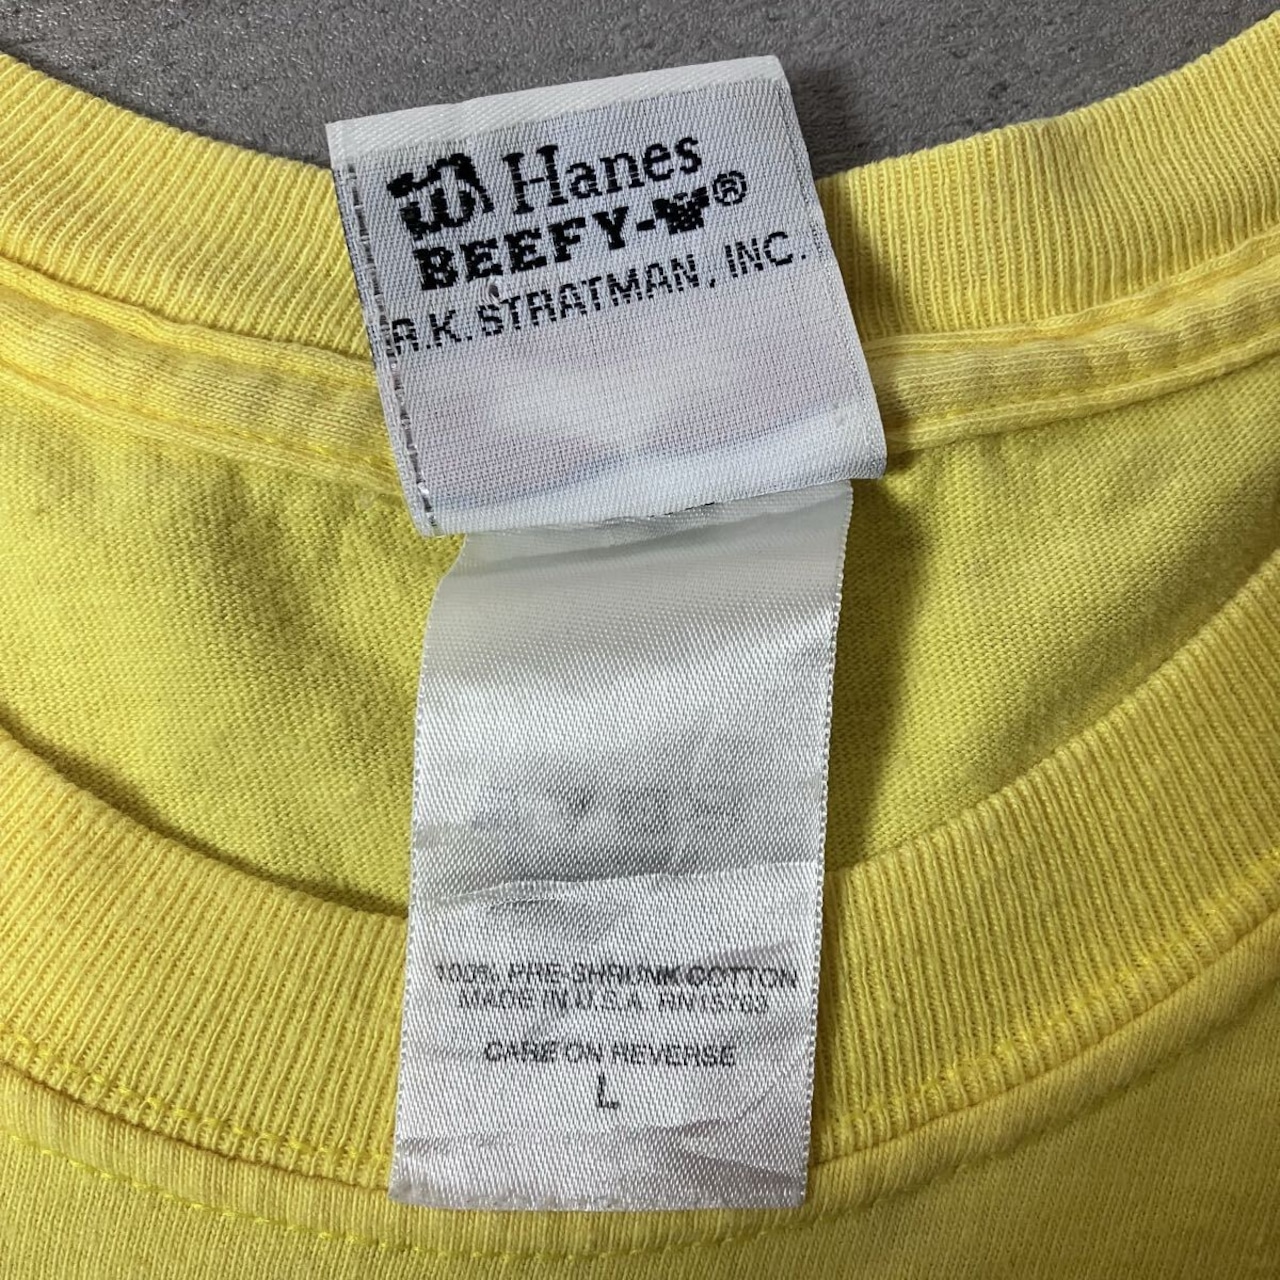 Hanes
BEEFY-T®
R.K. STRATMAN, INC.
100% PRE-SHRUNK COTTON
MADE IN U.S.A. RN15763
CARE ON REVERSE
L